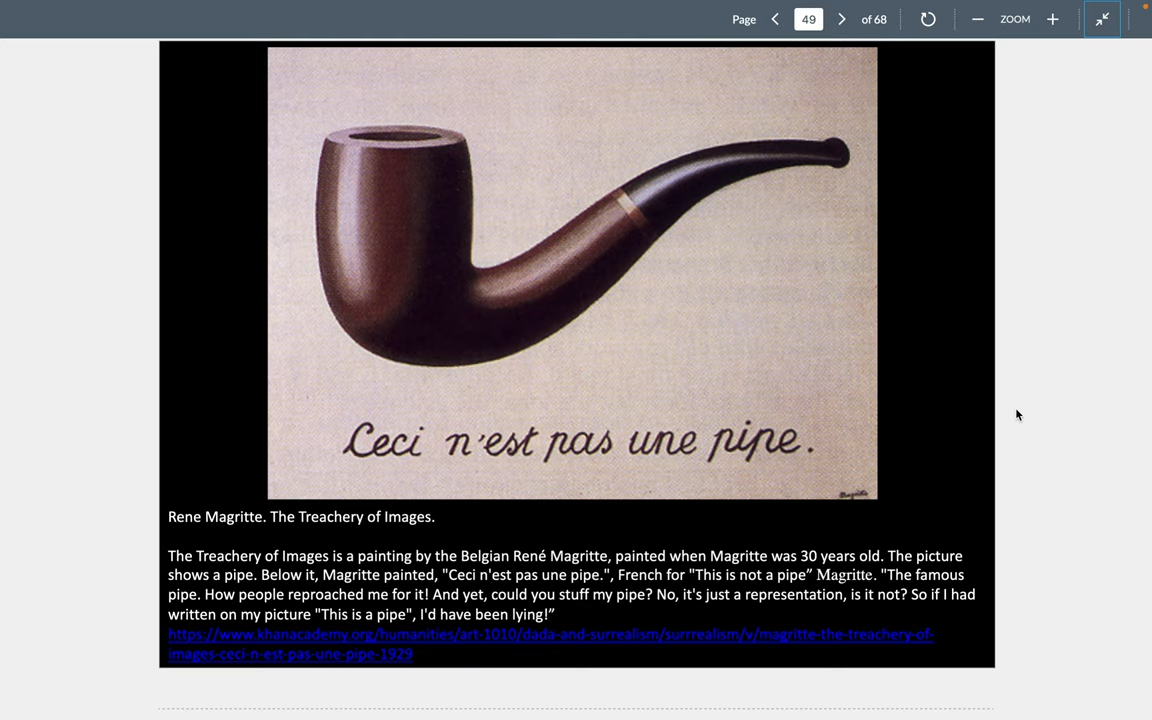 Page 49 of 68 ZOOM
Ceci n'est pas une pipe.
Magritte
Rene Magritte. The Treachery of Images.
The Treachery of Images is a painting by the Belgian René Magritte, painted when Magritte was 30 years old. The picture
shows a pipe. Below it, Magritte painted, "Ceci n'est pas une pipe.", French for "This is not a pipe” Magritte. "The famous
pipe. How people reproached me for it! And yet, could you stuff my pipe? No, it's just a representation, is it not? So if I had
written on my picture "This is a pipe", I'd have been lying!”
https://www.khanacademy.org/humanities/art-1010/dada-and-surrealism/surrrealism/v/magritte-the-treachery-of-
images-ceci-n-est-pas-une-pipe-1929